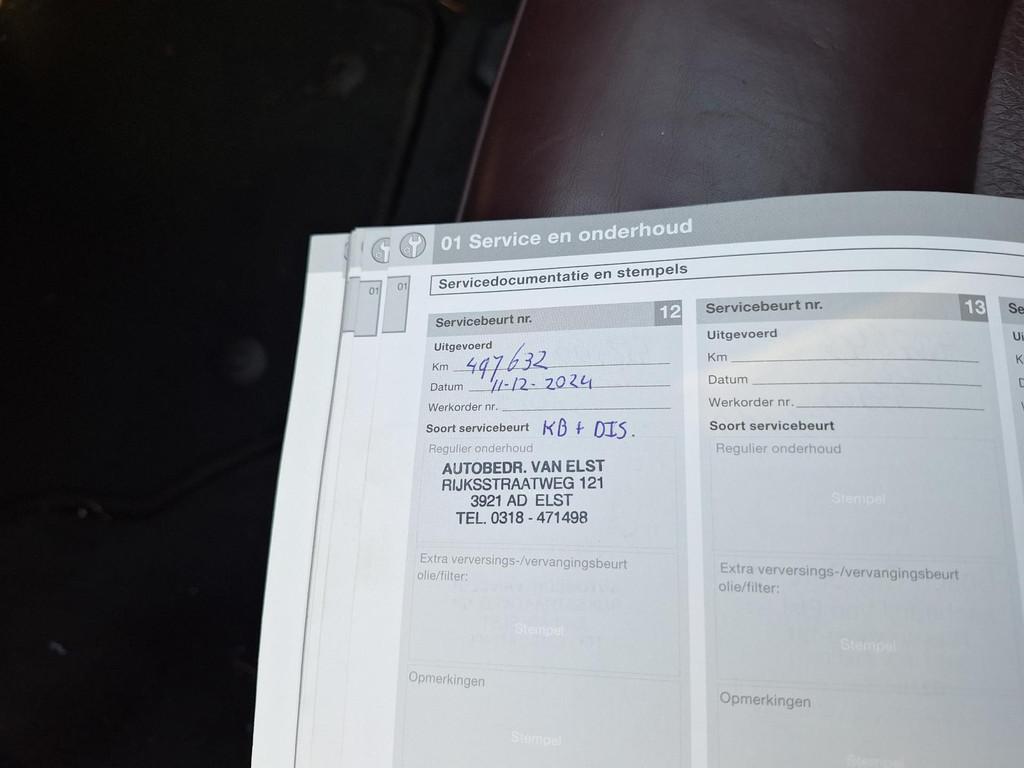 01 Service en onderhoud
01
01
Servicedocumentatie en stempels
Servicebeurt nr. 12
Uitgevoerd
Km 497632
Datum 11-12-2024
Werkorder nr.
Soort servicebeurt KB + DIS.
Regulier onderhoud
AUTOBEDR. VAN ELST
RIJKSSTRAATWEG 121
3921 AD ELST
TEL. 0318 - 471498
Extra verversings-/vervangingsbeurt
olie/filter:
Stempel
Opmerkingen
Stempel
Servicebeurt nr. 13
Uitgevoerd
Km
Datum
Werkorder nr.
Soort servicebeurt
Regulier onderhoud
Stempel
Extra verversings-/vervangingsbeurt
olie/filter:
Stempel
Opmerkingen
Stempel